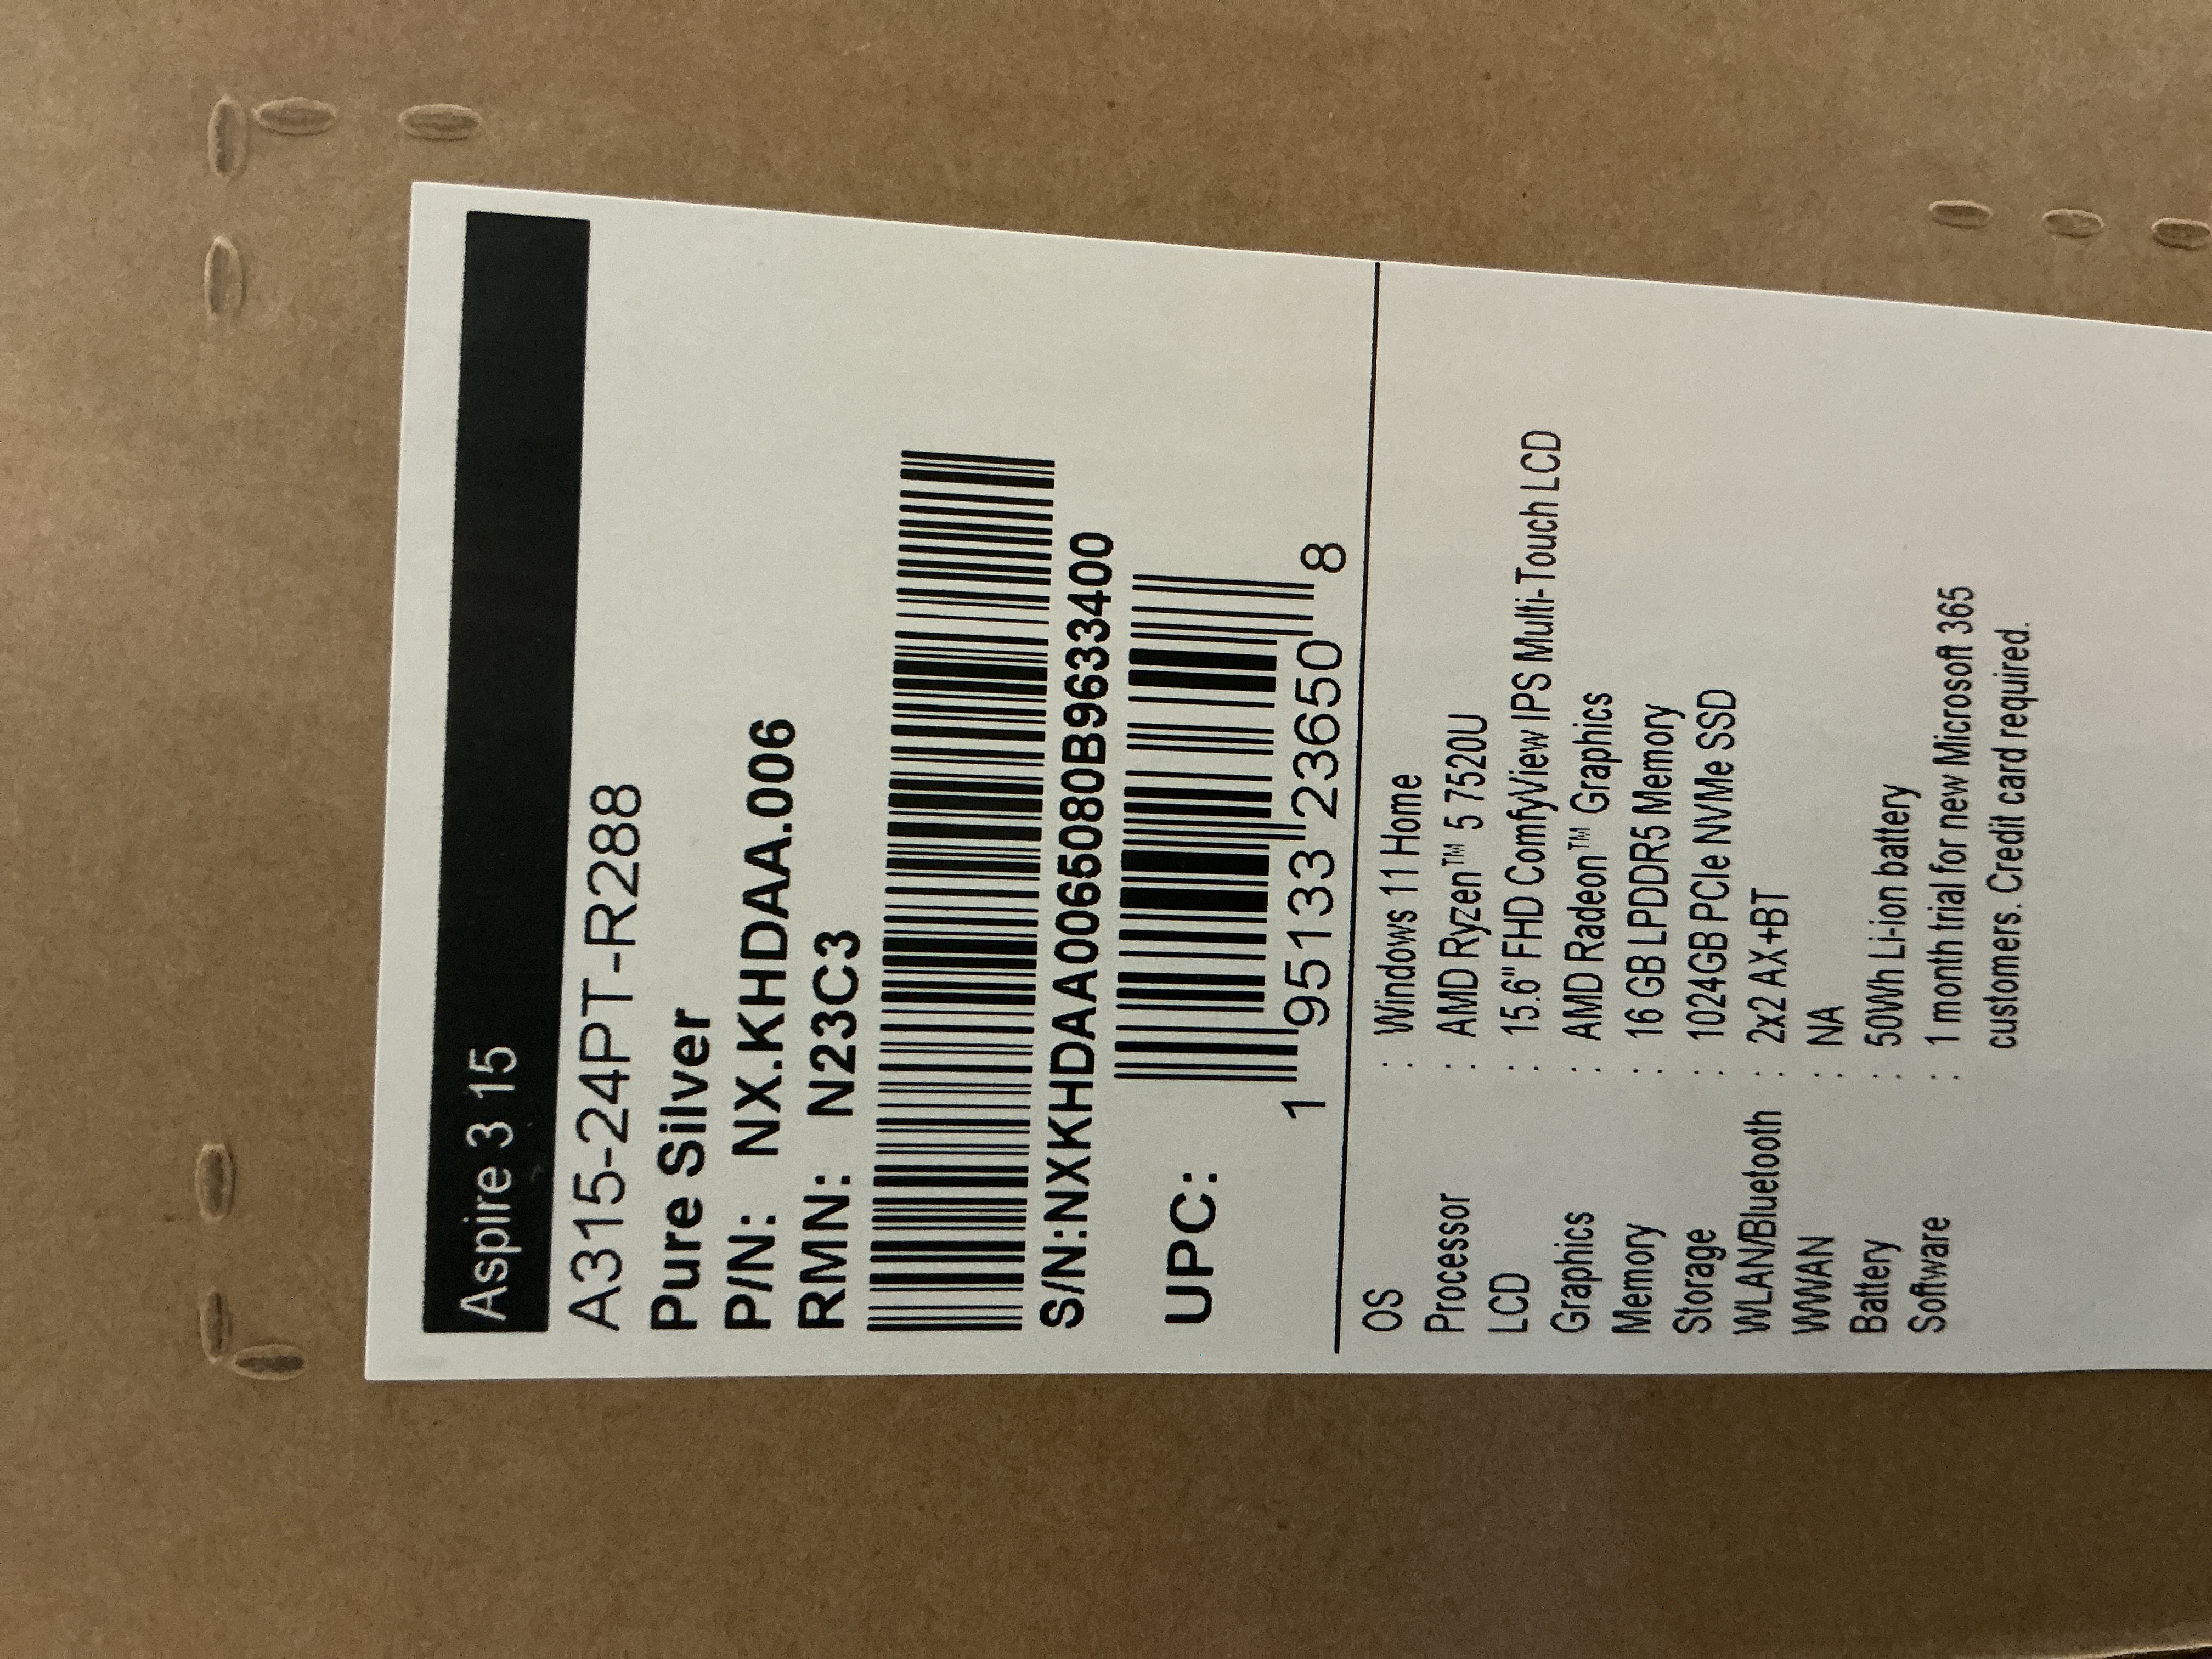 Aspire 3 15
A315-24PT-R288
Pure Silver
P/N: NX.KHDAA.006
RMN: N23C3
S/N:NXKHDAA0065080B9633400
UPC: 1 95133 23650 8
OS : Windows 11 Home
Processor : AMD Ryzen™ 5 7520U
LCD : 15.6" FHD ComfyView IPS Multi-Touch LCD
Graphics : AMD Radeon™ Graphics
Memory : 16 GB LPDDR5 Memory
Storage : 1024GB PCIe NVMe SSD
WLAN/Bluetooth : 2x2 AX+BT
WWAN : NA
Battery : 50Wh Li-ion battery
Software : 1 month trial for new Microsoft 365
customers. Credit card required.